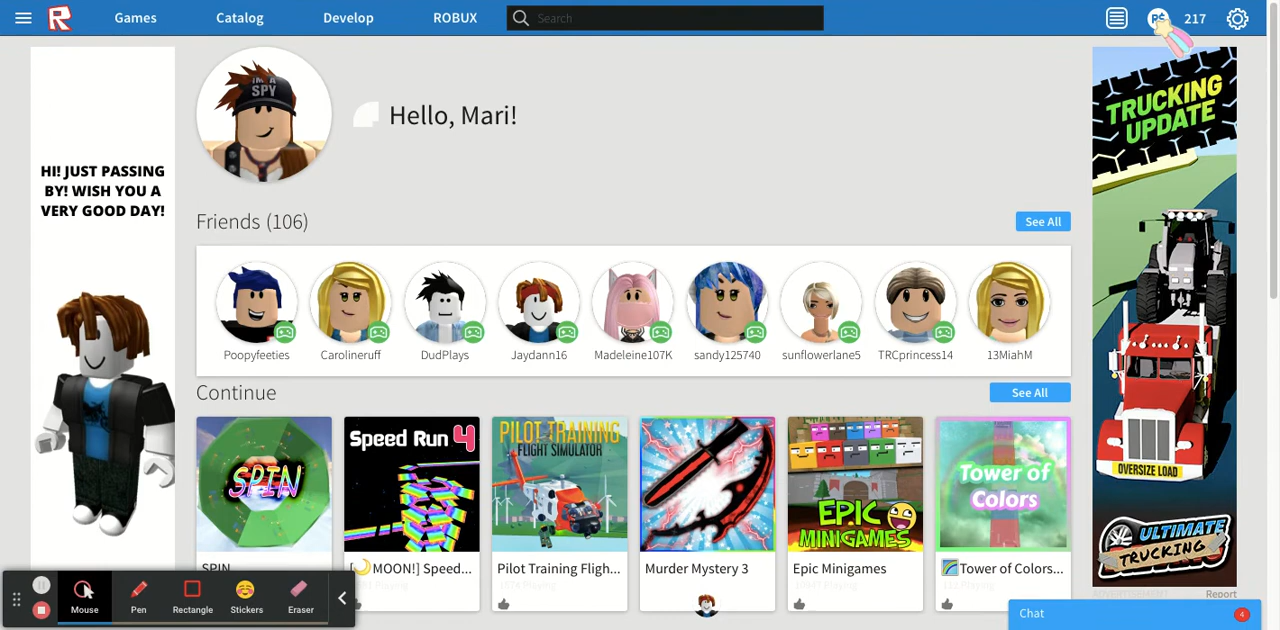 Games Catalog Develop ROBUX Search 217
HI! JUST PASSING
BY! WISH YOU A
VERY GOOD DAY!
I'M A
SPY
Hello, Mari!
Friends (106)
See All
Poopyfeeties Carolineruff DudPlays Jaydann16 Madeleine107K sandy125740 sunflowerlane5 TRCprincess14 13MiahM
Continue
See All
SPIN
Speed Run 4
PILOT TRAINING
FLIGHT SIMULATOR
EPIC
MINIGAMES
Tower of
Colors
SPIN [🌙MOON!] Speed... Pilot Training Fligh... Murder Mystery 3 Epic Minigames 🌈Tower of Colors...
TRUCKING
UPDATE
OVERSIZE LOAD
ULTIMATE
TRUCKING
ADVERTISEMENT Report
Mouse Pen Rectangle Stickers Eraser
Chat 4